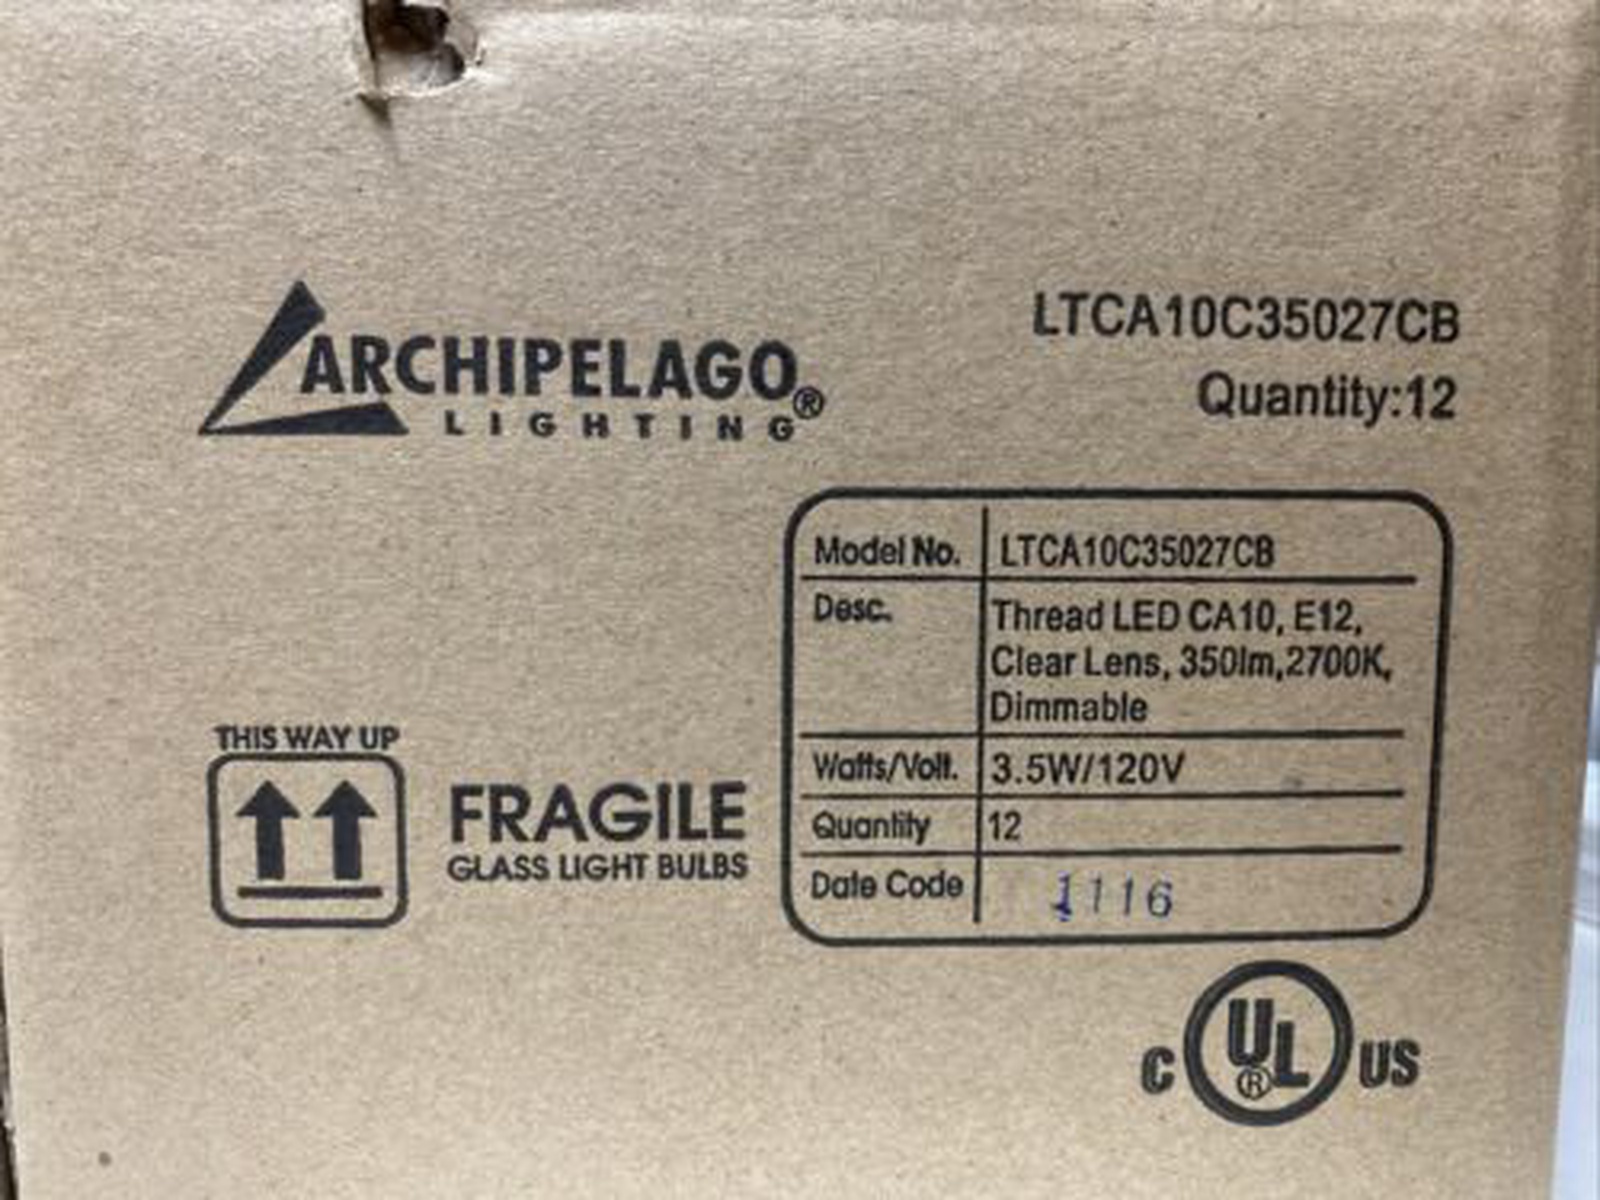 ARCHIPELAGO®
LIGHTING
LTCA10C35027CB
Quantity:12
Model No. LTCA10C35027CB
Desc. Thread LED CA10, E12,
Clear Lens, 350lm,2700K,
Dimmable
Watts/Volt. 3.5W/120V
Quantity 12
Date Code 1116
THIS WAY UP
FRAGILE
GLASS LIGHT BULBS
C UL® US